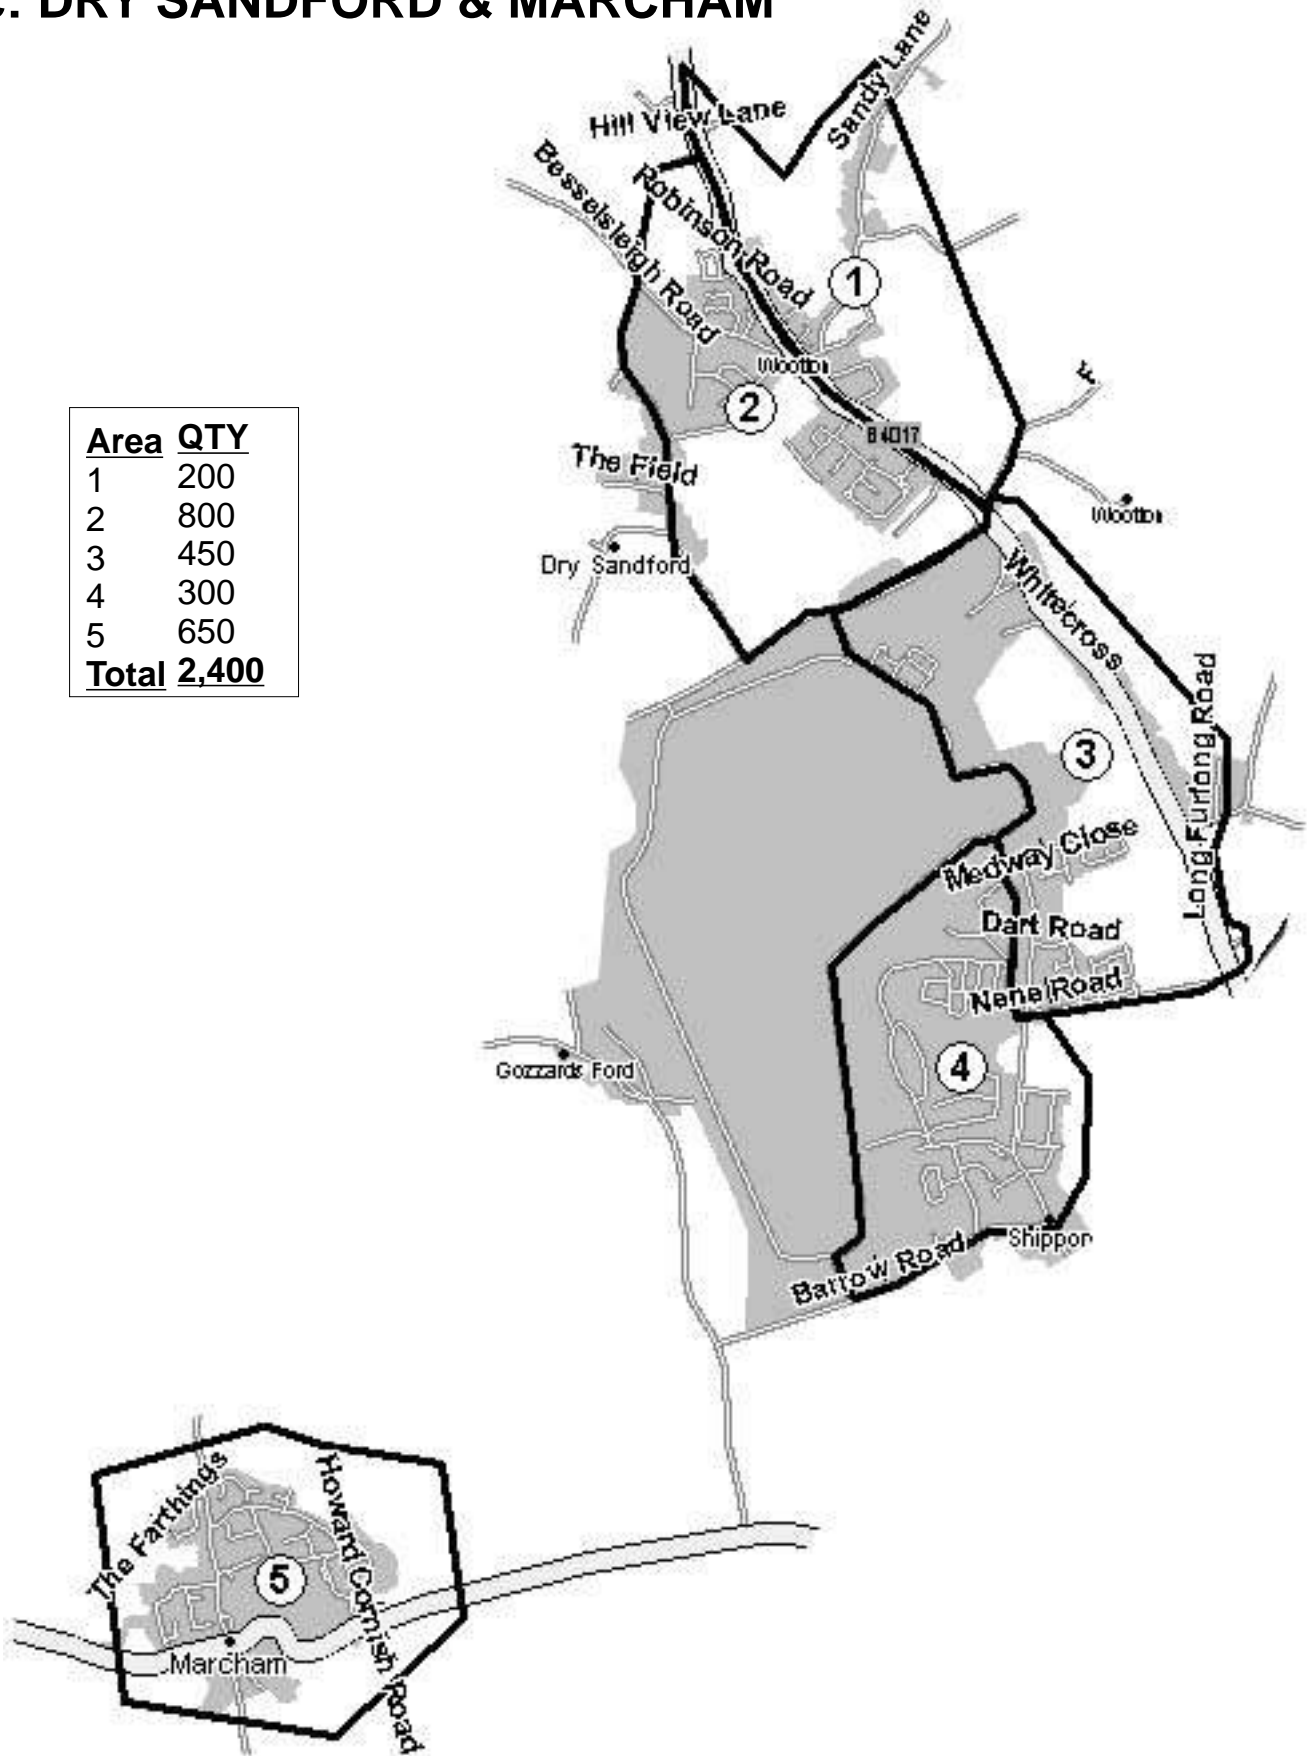 : DRY SANDFORD & MARCHAM
Sandy Lane
Hill View Lane
Besselsleigh Road
Robinson Road
1
Wootton
2
B4017
The Field
Wootton
Dry Sandford
Area QTY
1 200
2 800
3 450
4 300
5 650
Total 2,400
Whitecross
Long Furlong Road
3
Medway Close
Dart Road
Nene Road
Gozzards Ford
4
Shippon
Barrow Road
The Farthings
Howard Cornish Road
5
Marcham